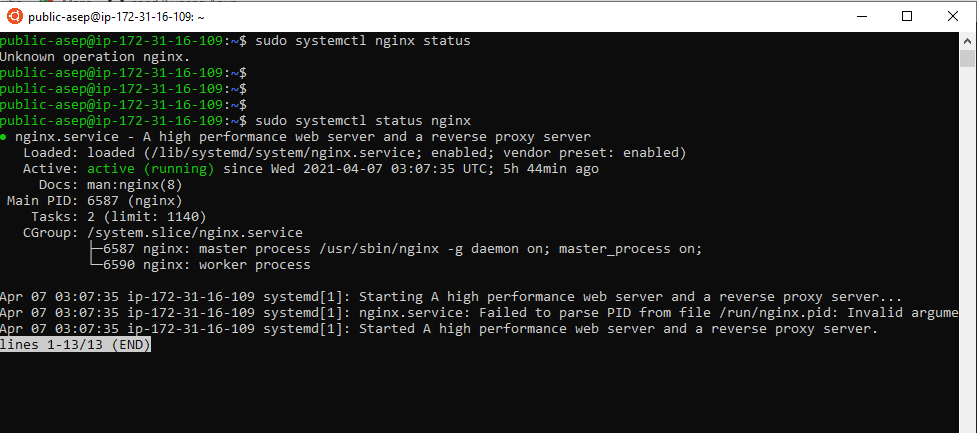 public-asep@ip-172-31-16-109: ~
public-asep@ip-172-31-16-109:~$ sudo systemctl nginx status
Unknown operation nginx.
public-asep@ip-172-31-16-109:~$
public-asep@ip-172-31-16-109:~$
public-asep@ip-172-31-16-109:~$
public-asep@ip-172-31-16-109:~$ sudo systemctl status nginx
● nginx.service - A high performance web server and a reverse proxy server
   Loaded: loaded (/lib/systemd/system/nginx.service; enabled; vendor preset: enabled)
   Active: active (running) since Wed 2021-04-07 03:07:35 UTC; 5h 44min ago
     Docs: man:nginx(8)
 Main PID: 6587 (nginx)
    Tasks: 2 (limit: 1140)
   CGroup: /system.slice/nginx.service
           ├─6587 nginx: master process /usr/sbin/nginx -g daemon on; master_process on;
           └─6590 nginx: worker process
Apr 07 03:07:35 ip-172-31-16-109 systemd[1]: Starting A high performance web server and a reverse proxy server...
Apr 07 03:07:35 ip-172-31-16-109 systemd[1]: nginx.service: Failed to parse PID from file /run/nginx.pid: Invalid argume
Apr 07 03:07:35 ip-172-31-16-109 systemd[1]: Started A high performance web server and a reverse proxy server.
lines 1-13/13 (END)